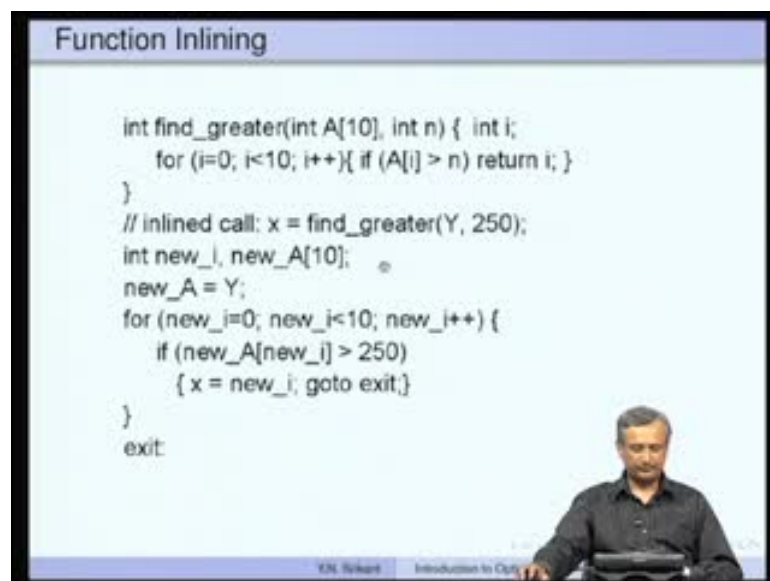 Function Inlining
int find_greater(int A[10], int n) { int i;
for (i=0; i<10; i++){ if (A[i] > n) return i; }
}
// inlined call: x = find_greater(Y, 250);
int new_i, new_A[10];
new_A = Y;
for (new_i=0; new_i<10; new_i++) {
if (new_A[new_i] > 250)
{ x = new_i; goto exit;}
}
exit:
Y.N. Srikant
Introduction to